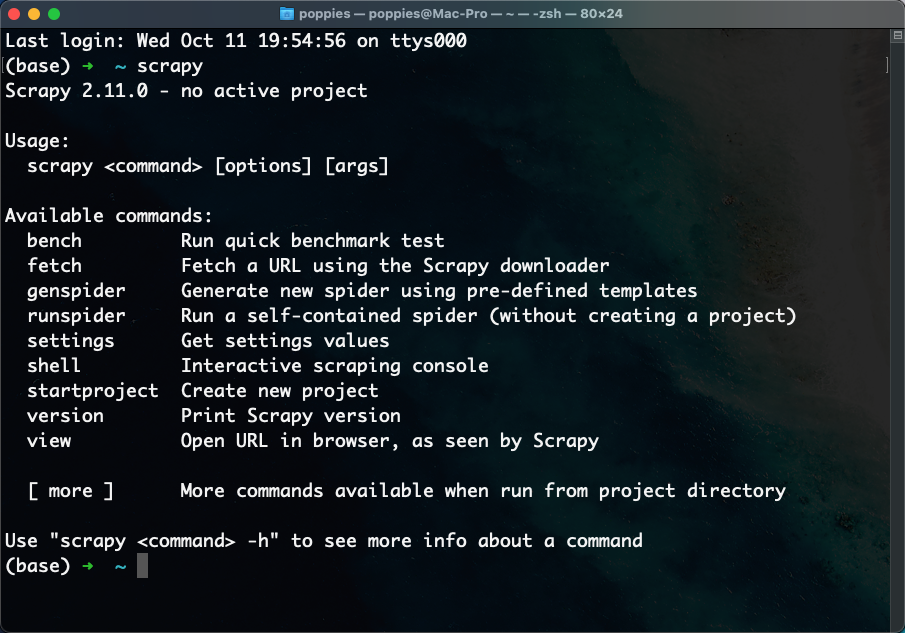 poppies — poppies@Mac-Pro — ~ — -zsh — 80×24
Last login: Wed Oct 11 19:54:56 on ttys000
(base) ➜  ~ scrapy
Scrapy 2.11.0 - no active project

Usage:
  scrapy <command> [options] [args]

Available commands:
  bench         Run quick benchmark test
  fetch         Fetch a URL using the Scrapy downloader
  genspider     Generate new spider using pre-defined templates
  runspider     Run a self-contained spider (without creating a project)
  settings      Get settings values
  shell         Interactive scraping console
  startproject  Create new project
  version       Print Scrapy version
  view          Open URL in browser, as seen by Scrapy

  [ more ]      More commands available when run from project directory

Use "scrapy <command> -h" to see more info about a command
(base) ➜  ~